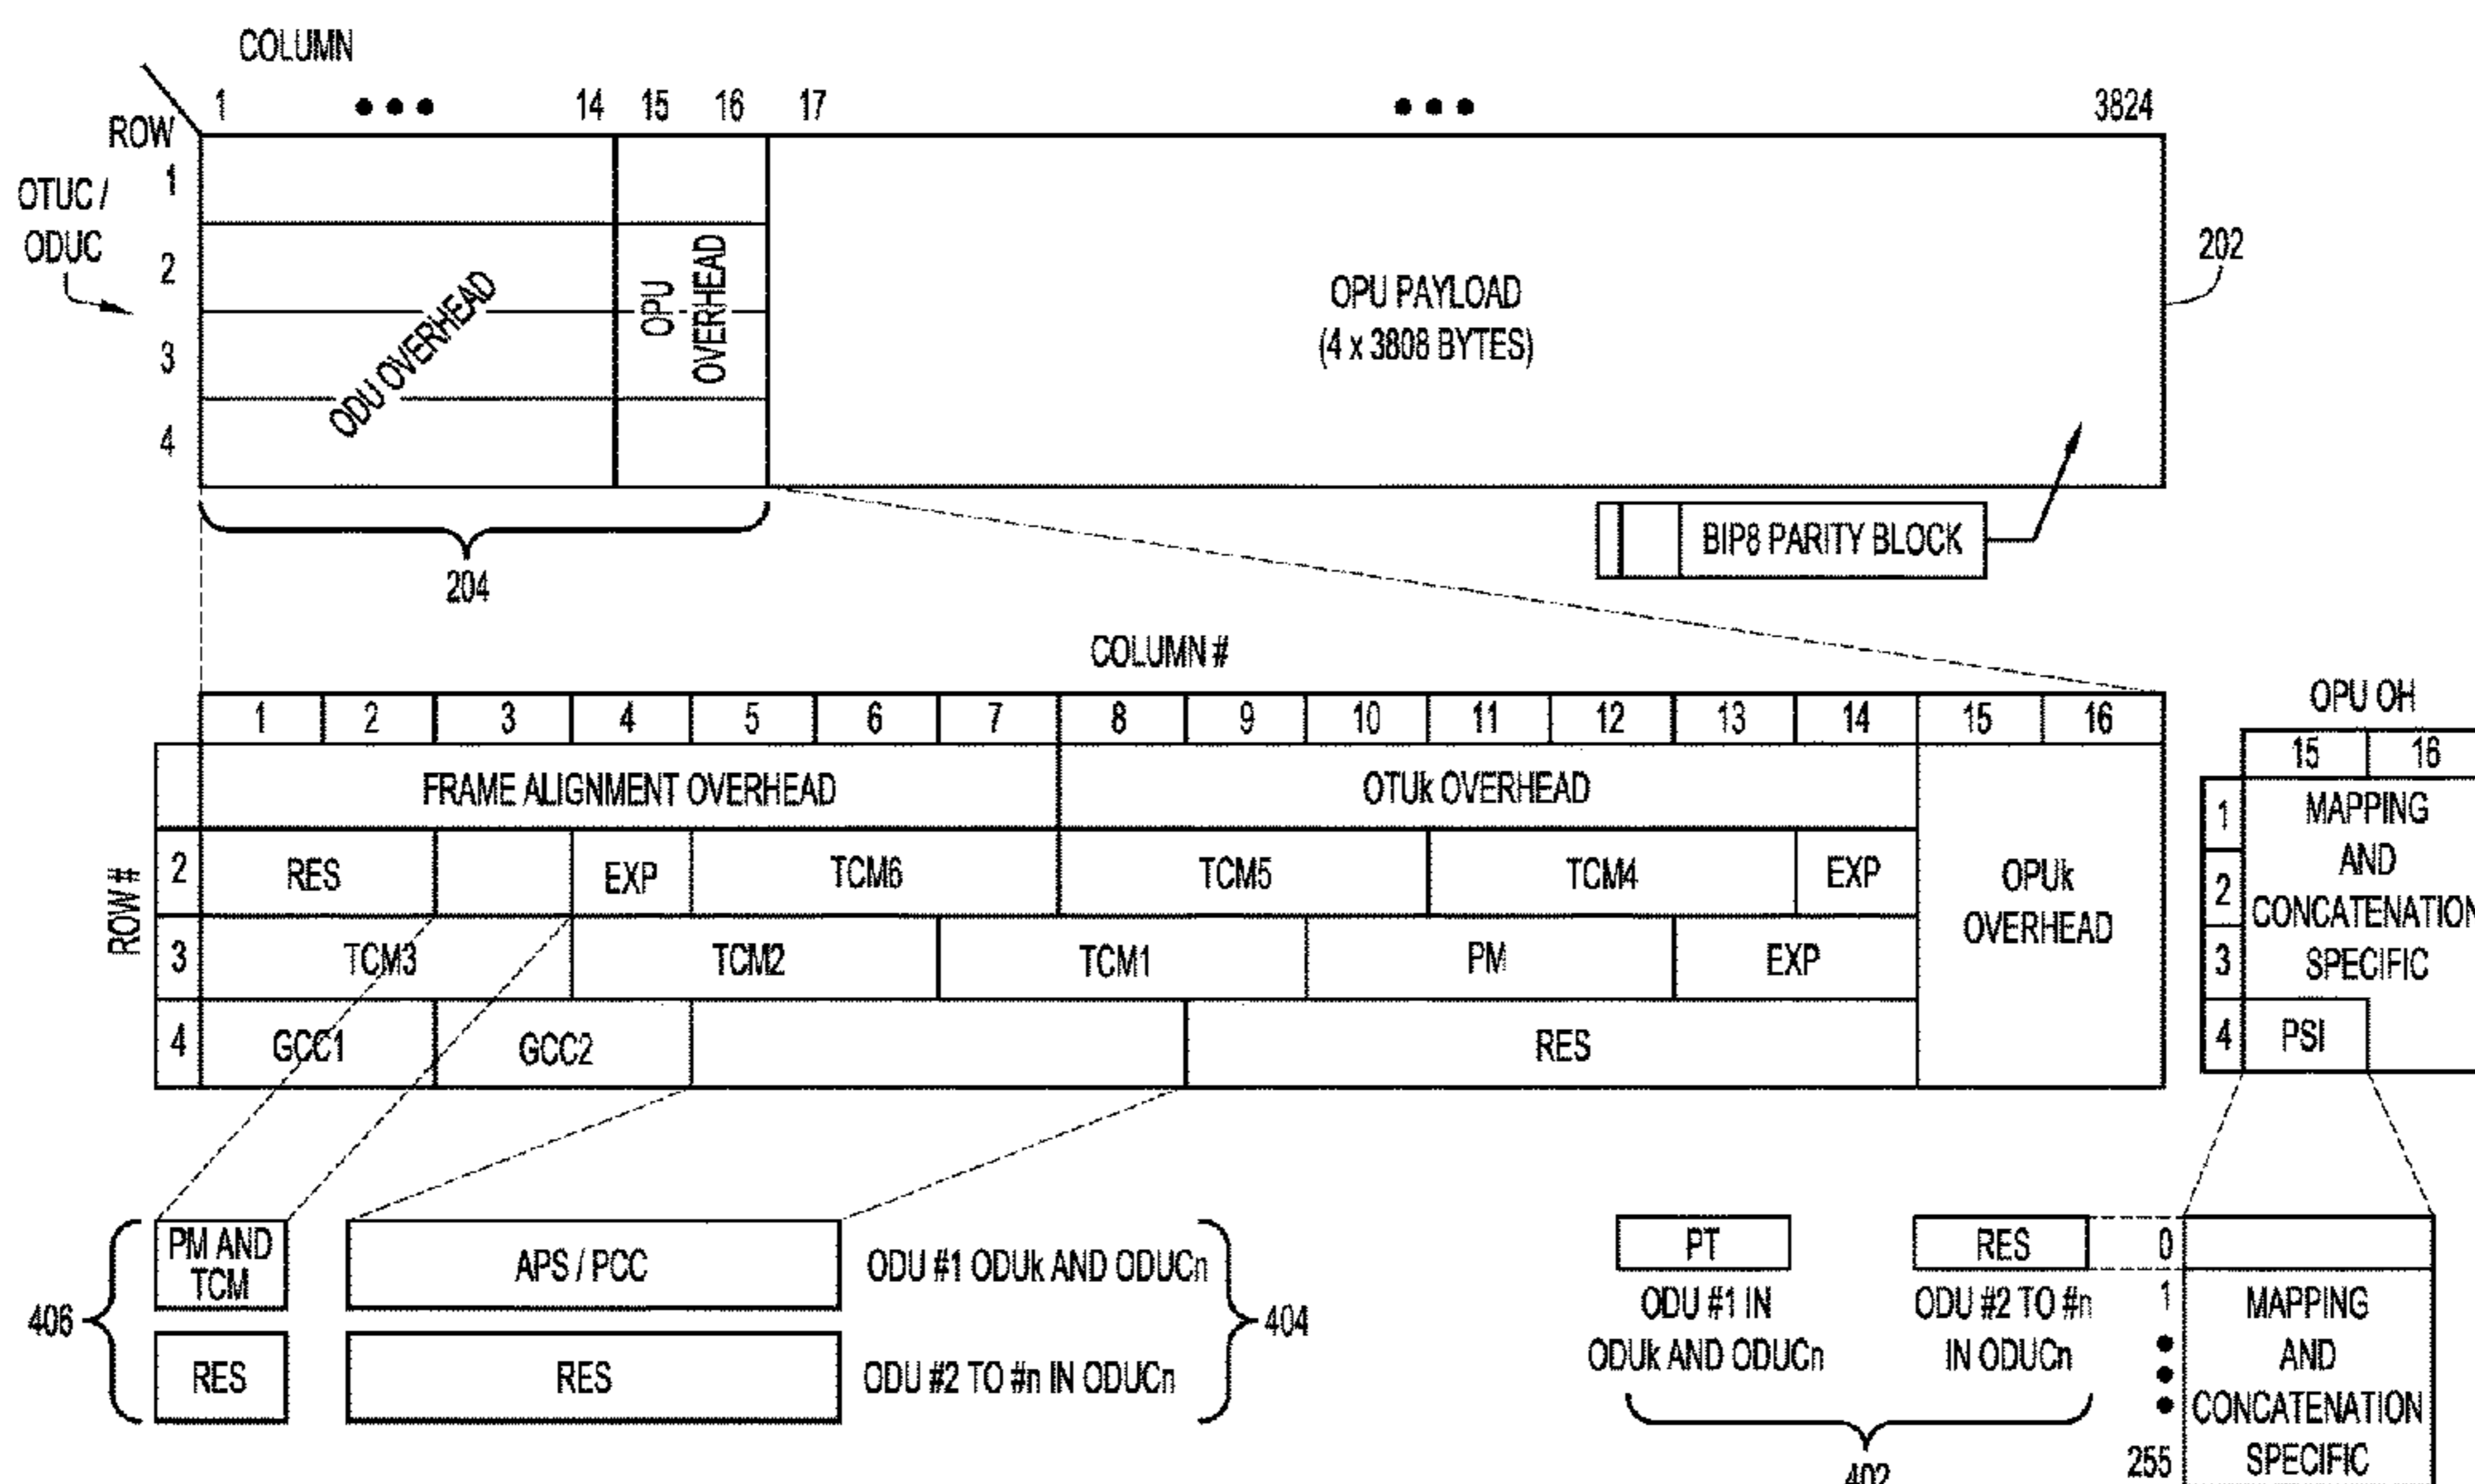 COLUMN
1 ••• 14 15 16 17 ••• 3824
ROW
OTUC /
ODUC
1
2
3
4
ODU OVERHEAD
OPU
OVERHEAD
OPU PAYLOAD
(4 x 3808 BYTES)
202
BIP8 PARITY BLOCK
204
COLUMN #
1 2 3 4 5 6 7 8 9 10 11 12 13 14 15 16
ROW #
FRAME ALIGNMENT OVERHEAD OTUk OVERHEAD
2 RES EXP TCM6 TCM5 TCM4 EXP
3 TCM3 TCM2 TCM1 PM EXP
4 GCC1 GCC2 RES
OPUk
OVERHEAD
OPU OH
15 16
1
2
3
4
MAPPING
AND
CONCATENATION
SPECIFIC
PSI
406
PM AND
TCM
APS / PCC
ODU #1 ODUk AND ODUCn
RES
RES
ODU #2 TO #n IN ODUCn
404
PT
ODU #1 IN
ODUk AND ODUCn
RES
ODU #2 TO #n
IN ODUCn
402
0
1
•
•
•
255
MAPPING
AND
CONCATENATION
SPECIFIC